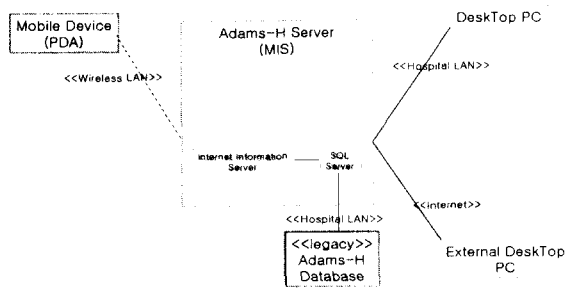 Mobile Device
(PDA)
Adams-H Server
(MIS)
DeskTop PC
<<Wireless LAN>>
<<Hospital LAN>>
Internet Information
Server
SQL
Server
<<Hospital LAN>>
<<Internet>>
<<legacy>>
Adams-H
Database
External DeskTop
PC